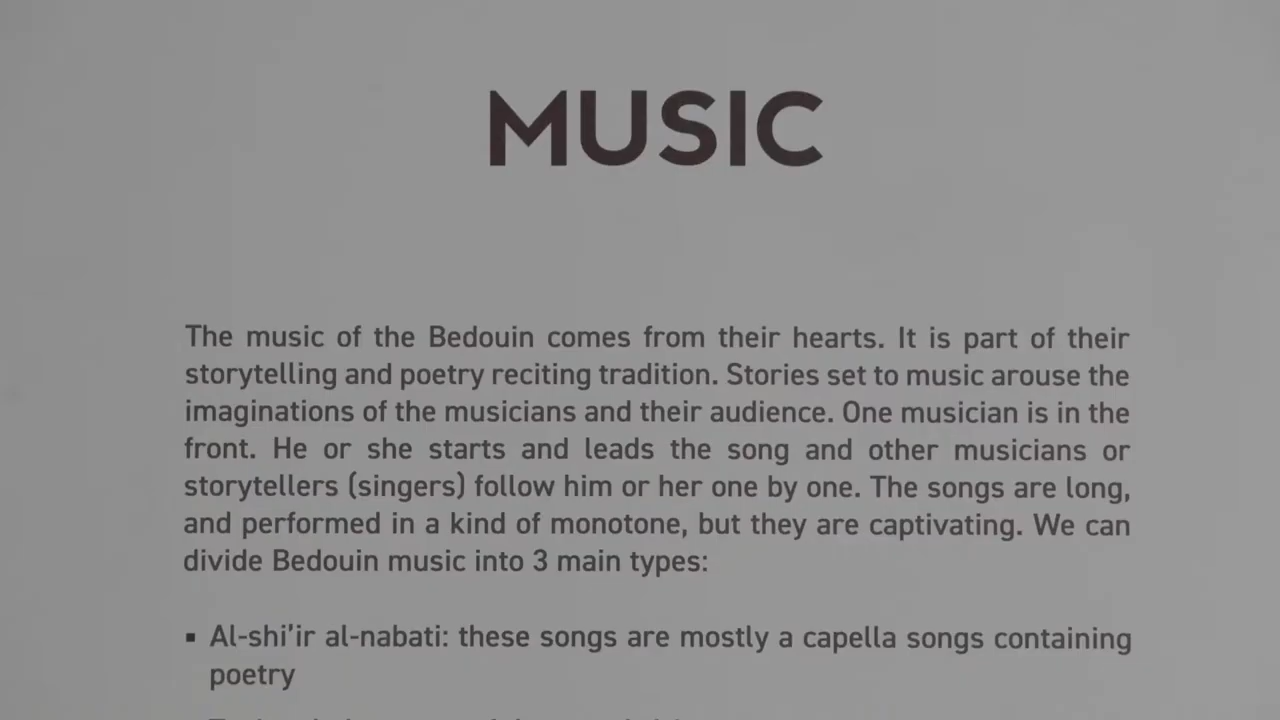 MUSIC
The music of the Bedouin comes from their hearts. It is part of their
storytelling and poetry reciting tradition. Stories set to music arouse the
imaginations of the musicians and their audience. One musician is in the
front. He or she starts and leads the song and other musicians or
storytellers (singers) follow him or her one by one. The songs are long,
and performed in a kind of monotone, but they are captivating. We can
divide Bedouin music into 3 main types:
▪ Al-shi’ir al-nabati: these songs are mostly a capella songs containing
poetry